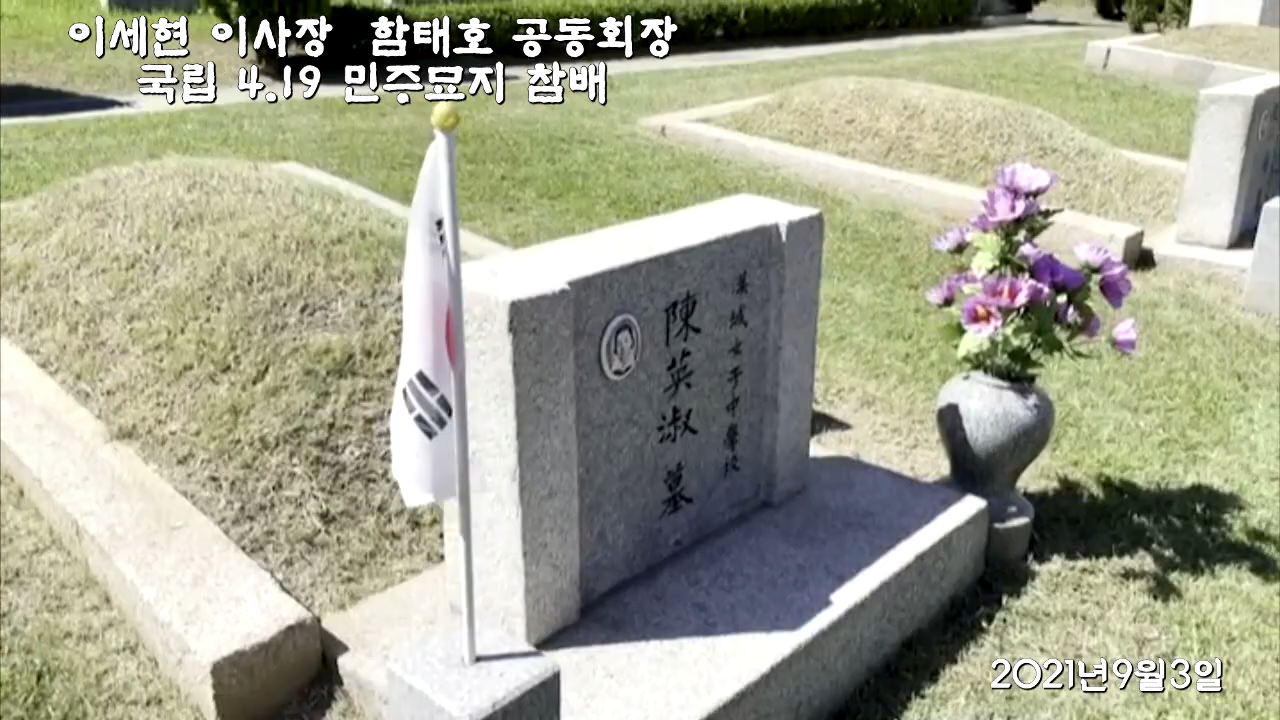 이세현 이사장 함태호 공동회장
국립 4.19 민주묘지 참배
漢城女子中學校
陳英淑墓
2021년9월3일